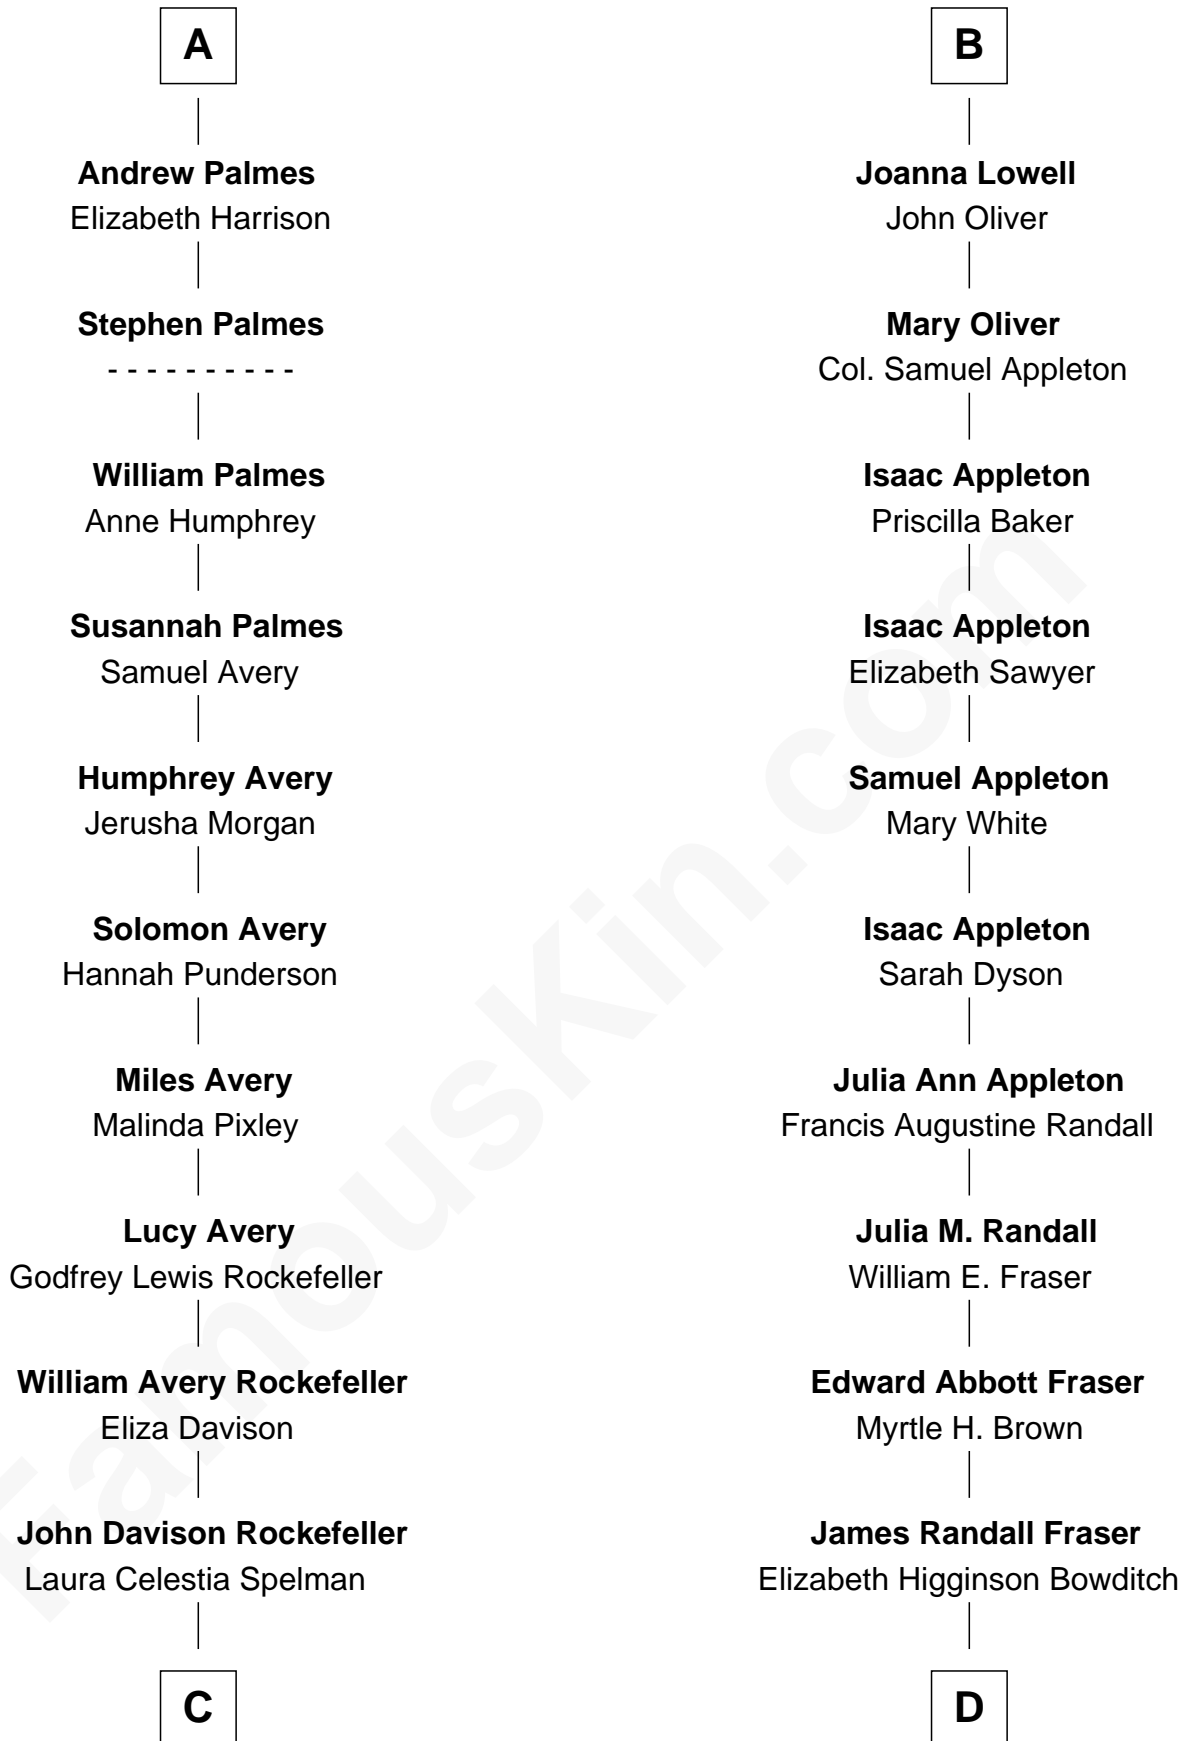 A
Andrew Palmes
Elizabeth Harrison
Stephen Palmes
- - - - - - - - - -
William Palmes
Anne Humphrey
Susannah Palmes
Samuel Avery
Humphrey Avery
Jerusha Morgan
Solomon Avery
Hannah Punderson
Miles Avery
Malinda Pixley
Lucy Avery
Godfrey Lewis Rockefeller
William Avery Rockefeller
Eliza Davison
John Davison Rockefeller
Laura Celestia Spelman
C
B
Joanna Lowell
John Oliver
Mary Oliver
Col. Samuel Appleton
Isaac Appleton
Priscilla Baker
Isaac Appleton
Elizabeth Sawyer
Samuel Appleton
Mary White
Isaac Appleton
Sarah Dyson
Julia Ann Appleton
Francis Augustine Randall
Julia M. Randall
William E. Fraser
Edward Abbott Fraser
Myrtle H. Brown
James Randall Fraser
Elizabeth Higginson Bowditch
D
FamousKin.com